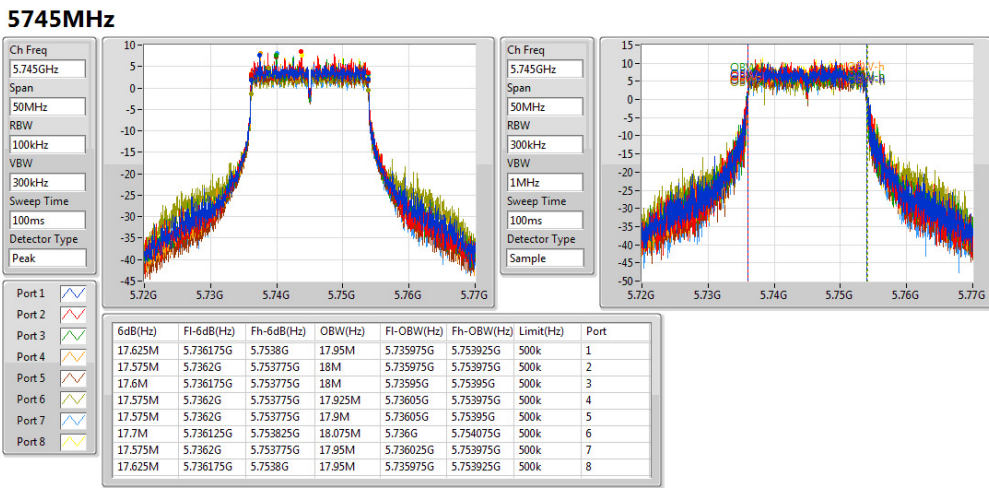 5745MHz
Ch Freq
5.745GHz
Span
50MHz
RBW
100kHz
VBW
300kHz
Sweep Time
100ms
Detector Type
Peak
10
5
0
-5
-10
-15
-20
-25
-30
-35
-40
-45
5.72G 5.73G 5.74G 5.75G 5.76G 5.77G
Ch Freq
5.745GHz
Span
50MHz
RBW
300kHz
VBW
1MHz
Sweep Time
100ms
Detector Type
Sample
15
10
5
0
-5
-10
-15
-20
-25
-30
-35
-40
-45
-50
5.72G 5.73G 5.74G 5.75G 5.76G 5.77G
Port 1
Port 2
Port 3
Port 4
Port 5
Port 6
Port 7
Port 8
6dB(Hz) Fl-6dB(Hz) Fh-6dB(Hz) OBW(Hz) Fl-OBW(Hz) Fh-OBW(Hz) Limit(Hz) Port
17.625M 5.736175G 5.7538G 17.95M 5.735975G 5.753925G 500k 1
17.575M 5.7362G 5.753775G 18M 5.735975G 5.753975G 500k 2
17.6M 5.736175G 5.753775G 18M 5.73595G 5.75395G 500k 3
17.575M 5.7362G 5.753775G 17.925M 5.73605G 5.753975G 500k 4
17.575M 5.7362G 5.753775G 17.9M 5.73605G 5.75395G 500k 5
17.7M 5.736125G 5.753825G 18.075M 5.736G 5.754075G 500k 6
17.575M 5.7362G 5.753775G 17.95M 5.736025G 5.753975G 500k 7
17.625M 5.736175G 5.7538G 17.95M 5.735975G 5.753925G 500k 8